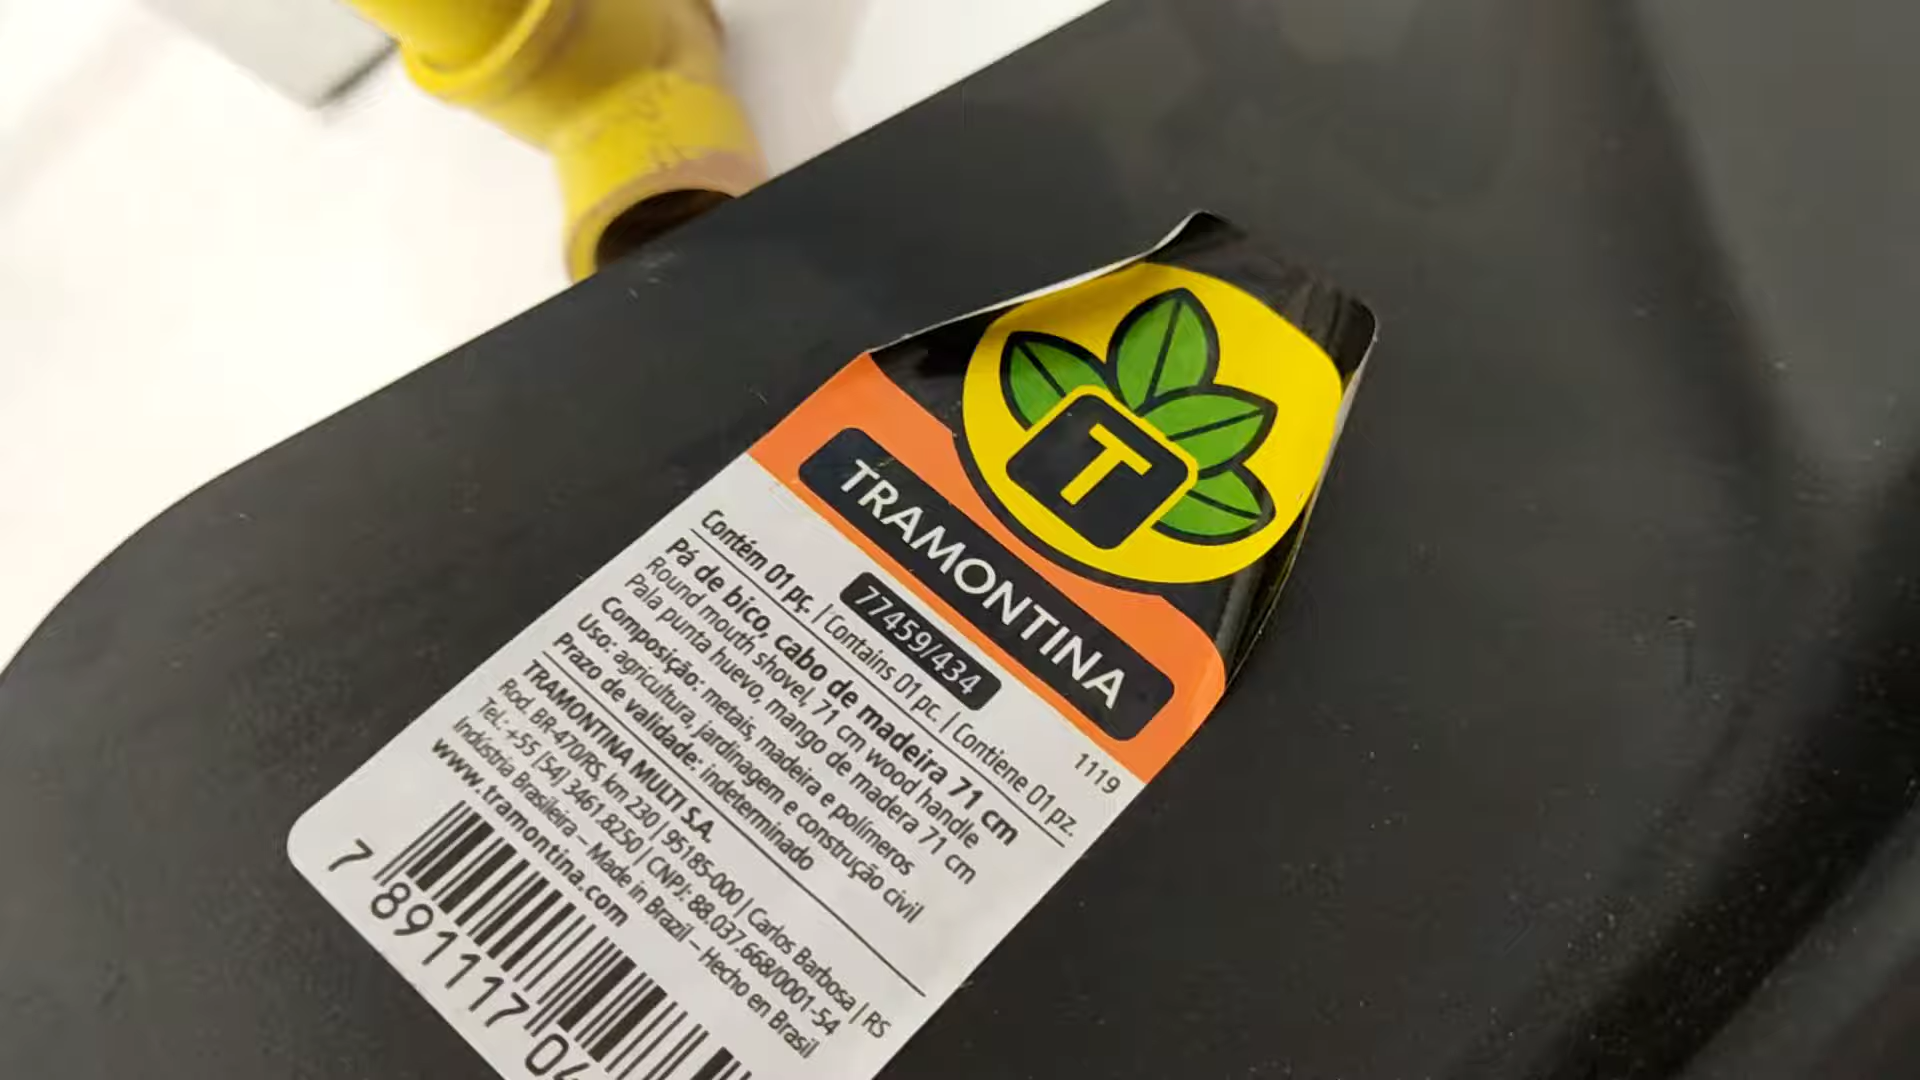 T
TRAMONTINA
77459/434
1119
Contém 01 pç. | Contains 01 pc. | Contiene 01 pz.
Pá de bico, cabo de madeira 71 cm
Round mouth shovel, 71 cm wood handle
Pala punta huevo, mango de madera 71 cm
Composição: metais, madeira e polímeros
Uso: agricultura, jardinagem e construção civil
Prazo de validade: indeterminado
TRAMONTINA MULTI S.A.
Rod. BR-470/RS, km 230 | 95185-000 | Carlos Barbosa | RS
Tel.: +55 [54] 3461.8250 | CNPJ: 88.037.668/0001-54
Indústria Brasileira – Made in Brazil – Hecho en Brasil
www.tramontina.com
7 891117 04